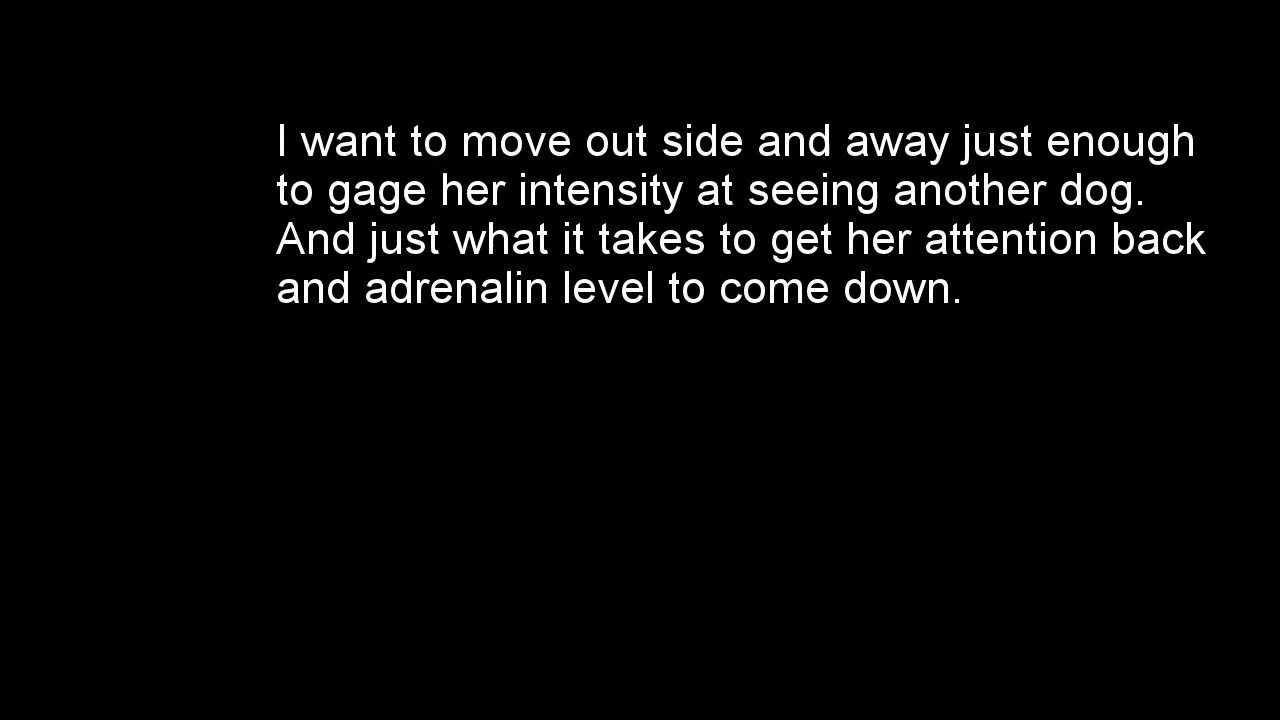 I want to move out side and away just enough
to gage her intensity at seeing another dog.
And just what it takes to get her attention back
and adrenalin level to come down.